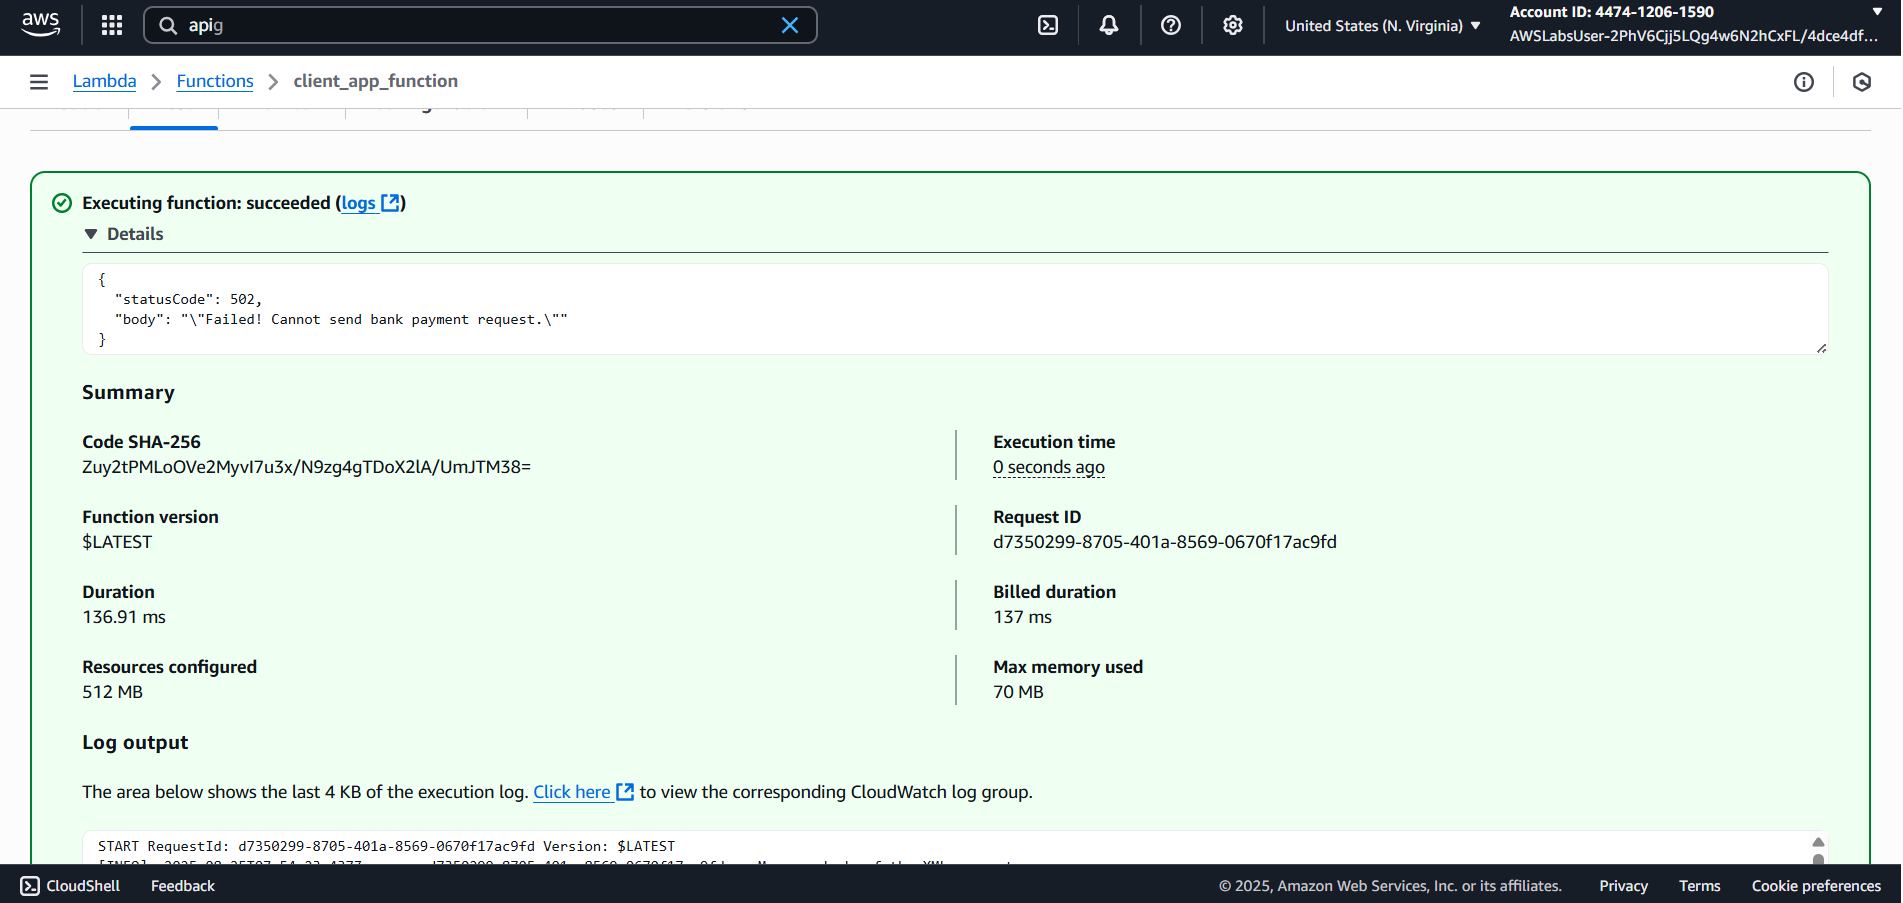 aws
apig
United States (N. Virginia)
Account ID: 4474-1206-1590
AWSLabsUser-2PhV6Cjj5LQg4w6N2hCxFL/4dce4df...
Lambda
Functions
client_app_function
Executing function: succeeded (logs)
Details
{
"statusCode": 502,
"body": "\"Failed! Cannot send bank payment request.\""
}
Summary
Code SHA-256
Zuy2tPMLoOVe2MyvI7u3x/N9zg4gTDoX2lA/UmJTM38=
Execution time
0 seconds ago
Function version
$LATEST
Request ID
d7350299-8705-401a-8569-0670f17ac9fd
Duration
136.91 ms
Billed duration
137 ms
Resources configured
512 MB
Max memory used
70 MB
Log output
The area below shows the last 4 KB of the execution log. Click here to view the corresponding CloudWatch log group.
START RequestId: d7350299-8705-401a-8569-0670f17ac9fd Version: $LATEST
CloudShell
Feedback
© 2025, Amazon Web Services, Inc. or its affiliates.
Privacy
Terms
Cookie preferences